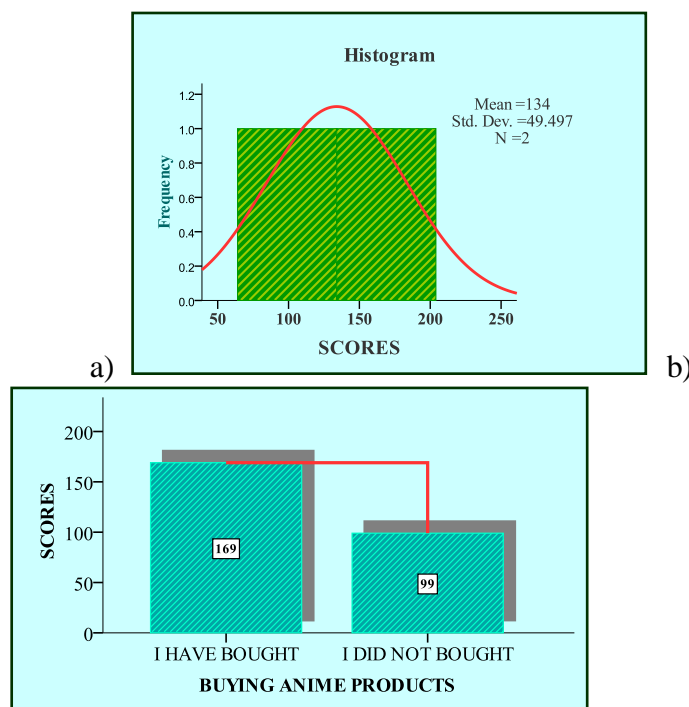 Histogram
Mean =134
Std. Dev. =49.497
N =2
Frequency
1.2
1.0
0.8
0.6
0.4
0.2
0.0
50 100 150 200 250
SCORES
a)
b)
SCORES
200
150
100
50
0
169
99
I HAVE BOUGHT I DID NOT BOUGHT
BUYING ANIME PRODUCTS